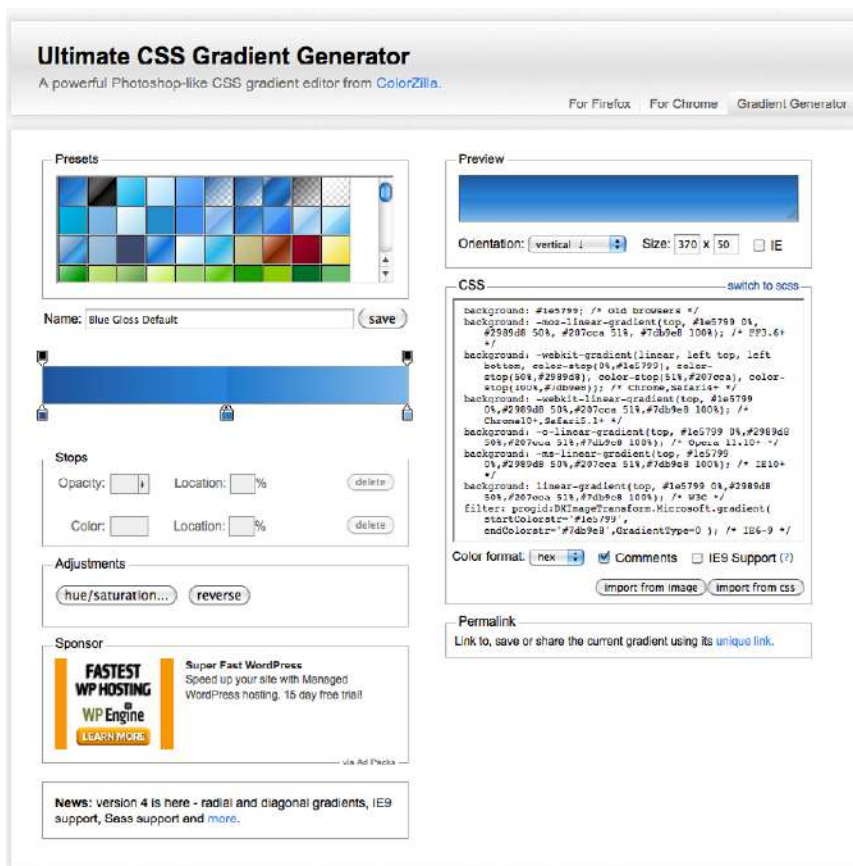 Ultimate CSS Gradient Generator
A powerful Photoshop-like CSS gradient editor from ColorZilla.
For Firefox For Chrome Gradient Generator
Presets
Name: Blue Gloss Default save
Stops
Opacity: Location: % delete
Color: Location: % delete
Adjustments
hue/saturation... reverse
Sponsor
FASTEST
WP HOSTING
WP Engine
LEARN MORE
Super Fast WordPress
Speed up your site with Managed
WordPress hosting. 15 day free trial!
via Ad Packs
News: version 4 is here - radial and diagonal gradients, IE9
support, Sass support and more.
Preview
Orientation: vertical ↓ Size: 370 x 50 IE
CSS switch to scss
background: #1e5799; /* Old browsers */
background: -moz-linear-gradient(top, #1e5799 0%,
#2989d8 50%, #207cca 51%, #7db9e8 100%); /* FF3.6+
*/
background: -webkit-gradient(linear, left top, left
bottom, color-stop(0%,#1e5799), color-
stop(50%,#2989d8), color-stop(51%,#207cca), color-
stop(100%,#7db9e8)); /* Chrome,Safari4+ */
background: -webkit-linear-gradient(top, #1e5799
0%,#2989d8 50%,#207cca 51%,#7db9e8 100%); /*
Chrome10+,Safari5.1+ */
background: -o-linear-gradient(top, #1e5799 0%,#2989d8
50%,#207cca 51%,#7db9e8 100%); /* Opera 11.10+ */
background: -ms-linear-gradient(top, #1e5799
0%,#2989d8 50%,#207cca 51%,#7db9e8 100%); /* IE10+
*/
background: linear-gradient(top, #1e5799 0%,#2989d8
50%,#207cca 51%,#7db9e8 100%); /* W3C */
filter: progid:DXImageTransform.Microsoft.gradient(
startColorstr='#1e5799',
endColorstr='#7db9e8',GradientType=0 ); /* IE6-9 */
Color format: hex Comments IE9 Support (?)
import from image import from css
Permalink
Link to, save or share the current gradient using its unique link.